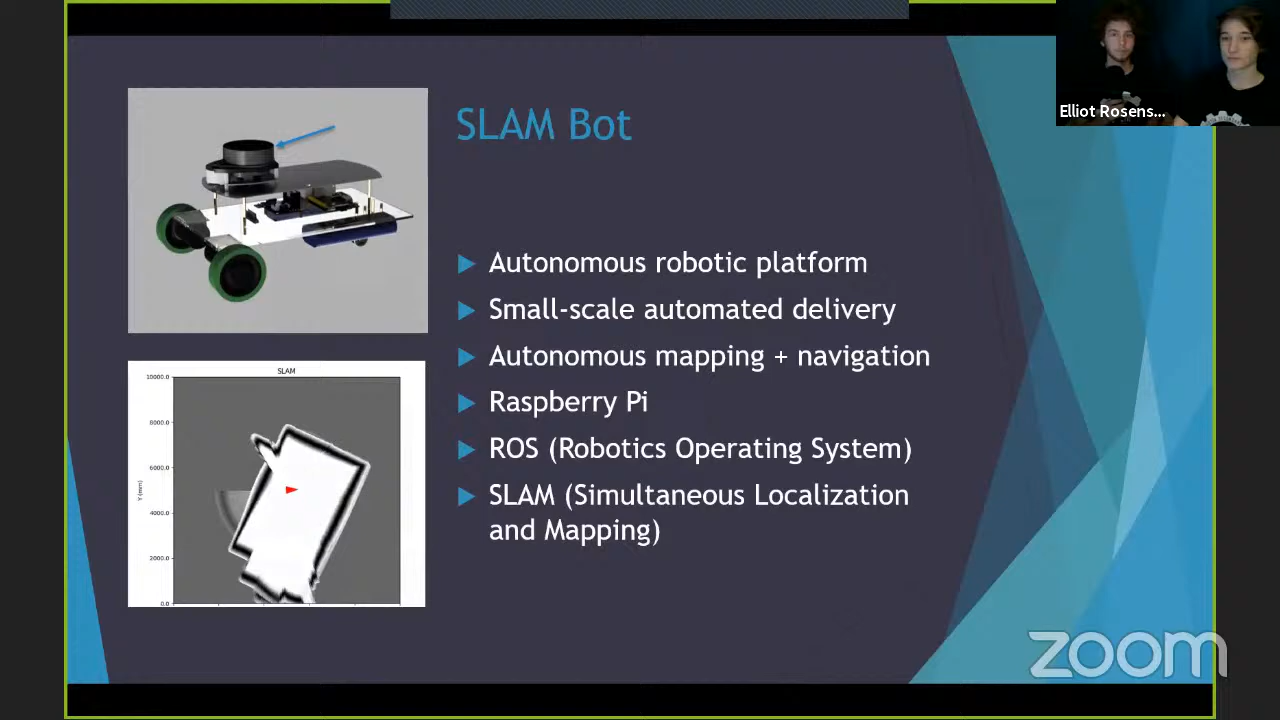 Elliot Rosens...
SLAM Bot
Autonomous robotic platform
Small-scale automated delivery
Autonomous mapping + navigation
Raspberry Pi
ROS (Robotics Operating System)
SLAM (Simultaneous Localization
and Mapping)
SLAM
10000.0
8000.0
6000.0
4000.0
2000.0
0.0
Y (mm)
zoom